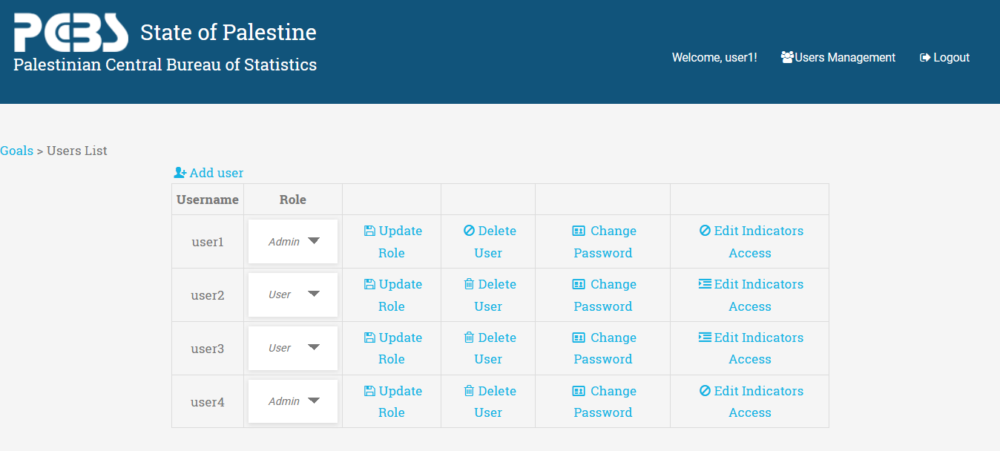 PCBS State of Palestine
Palestinian Central Bureau of Statistics
Welcome, user1! Users Management Logout
Goals > Users List
Add user
Username Role
user1 Admin Update Role Delete User Change Password Edit Indicators Access
user2 User Update Role Delete User Change Password Edit Indicators Access
user3 User Update Role Delete User Change Password Edit Indicators Access
user4 Admin Update Role Delete User Change Password Edit Indicators Access